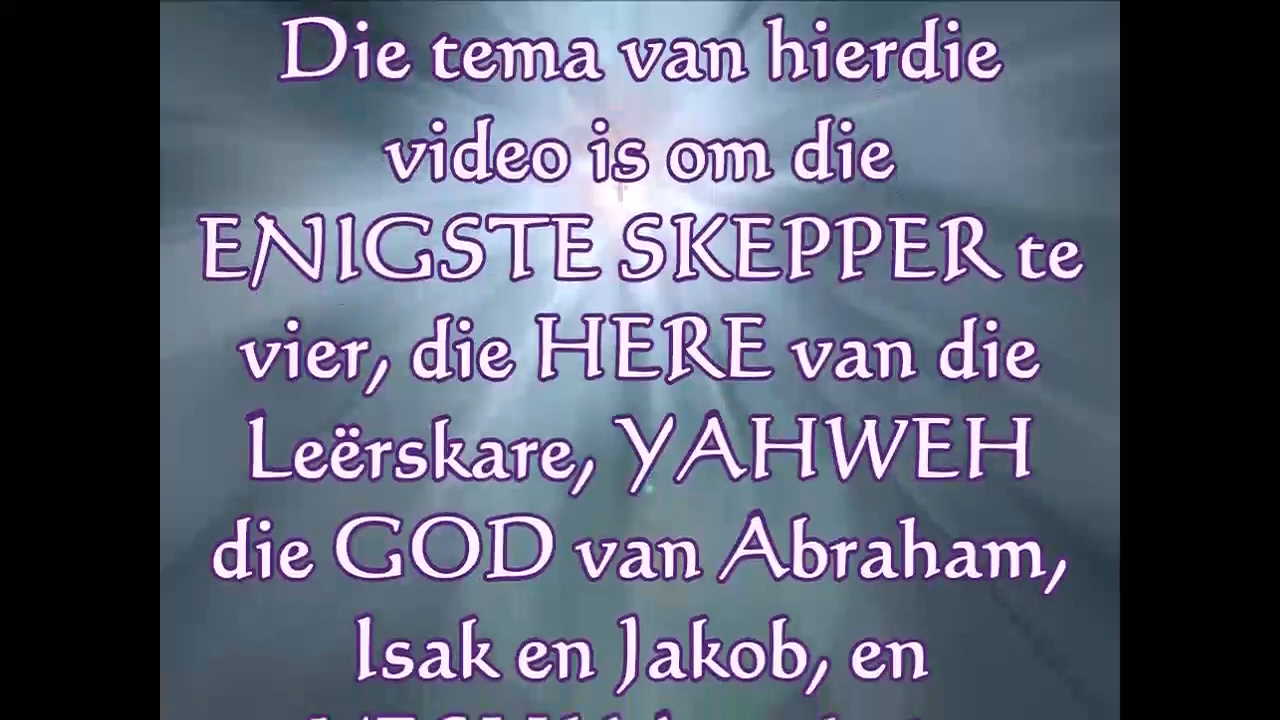 Die tema van hierdie
video is om die
ENIGSTE SKEPPER te
vier, die HERE van die
Leërskare, YAHWEH
die GOD van Abraham,
Isak en Jakob, en